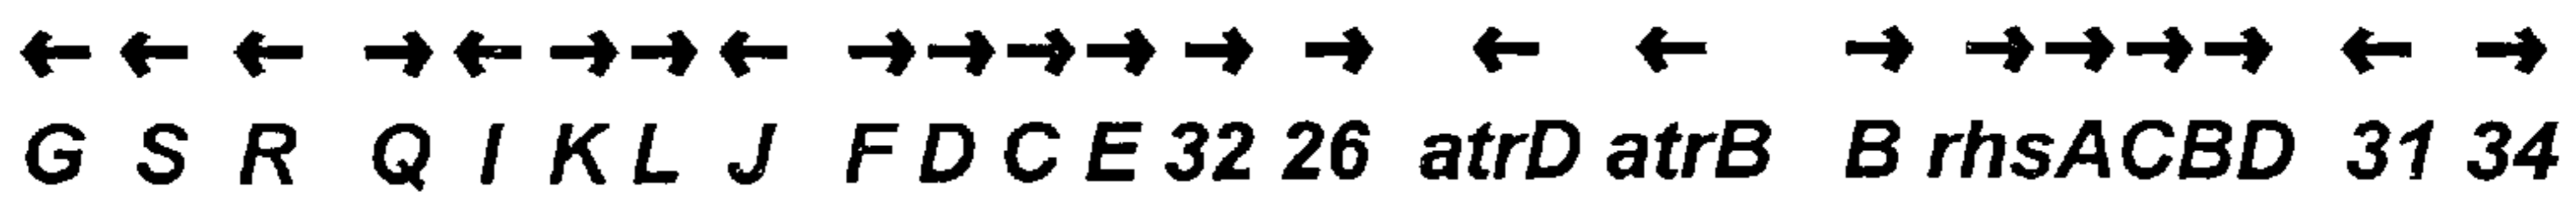 ← ← ← → ← → → ← → → → → → → ← ← → → → → → ← →
G S R Q I K L J F D C E 32 26 atrD atrB B rhsACBD 31 34